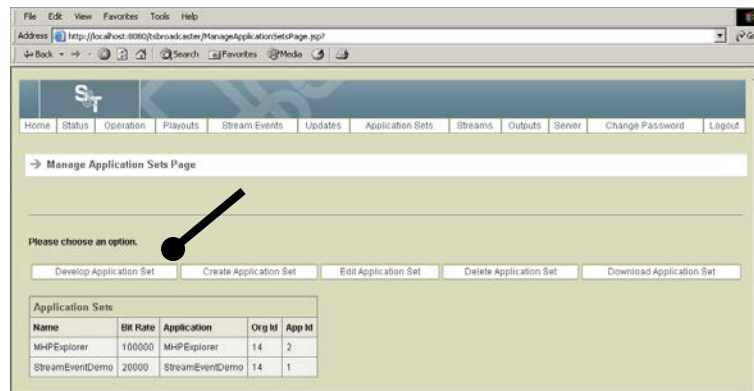 File Edit View Favorites Tools Help
Address http://localhost:8080/tsbroadcaster/ManageApplicationSetsPage.jsp?
Back Search Favorites Media
S T
Home Status Operation Playouts Stream Events Updates Application Sets Streams Outputs Server Change Password Logout
Manage Application Sets Page
Please choose an option.
Develop Application Set Create Application Set Edit Application Set Delete Application Set Download Application Set
Application Sets
Name Bit Rate Application Org Id App Id
MHPExplorer 100000 MHPExplorer 14 2
StreamEventDemo 20000 StreamEventDemo 14 1